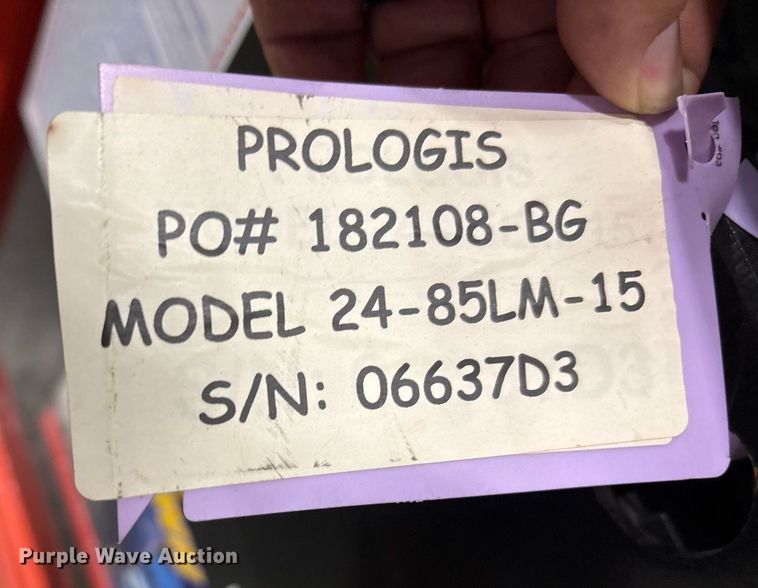 PROLOGIS
PO# 182108-BG
MODEL 24-85LM-15
S/N: 06637D3
Purple Wave Auction